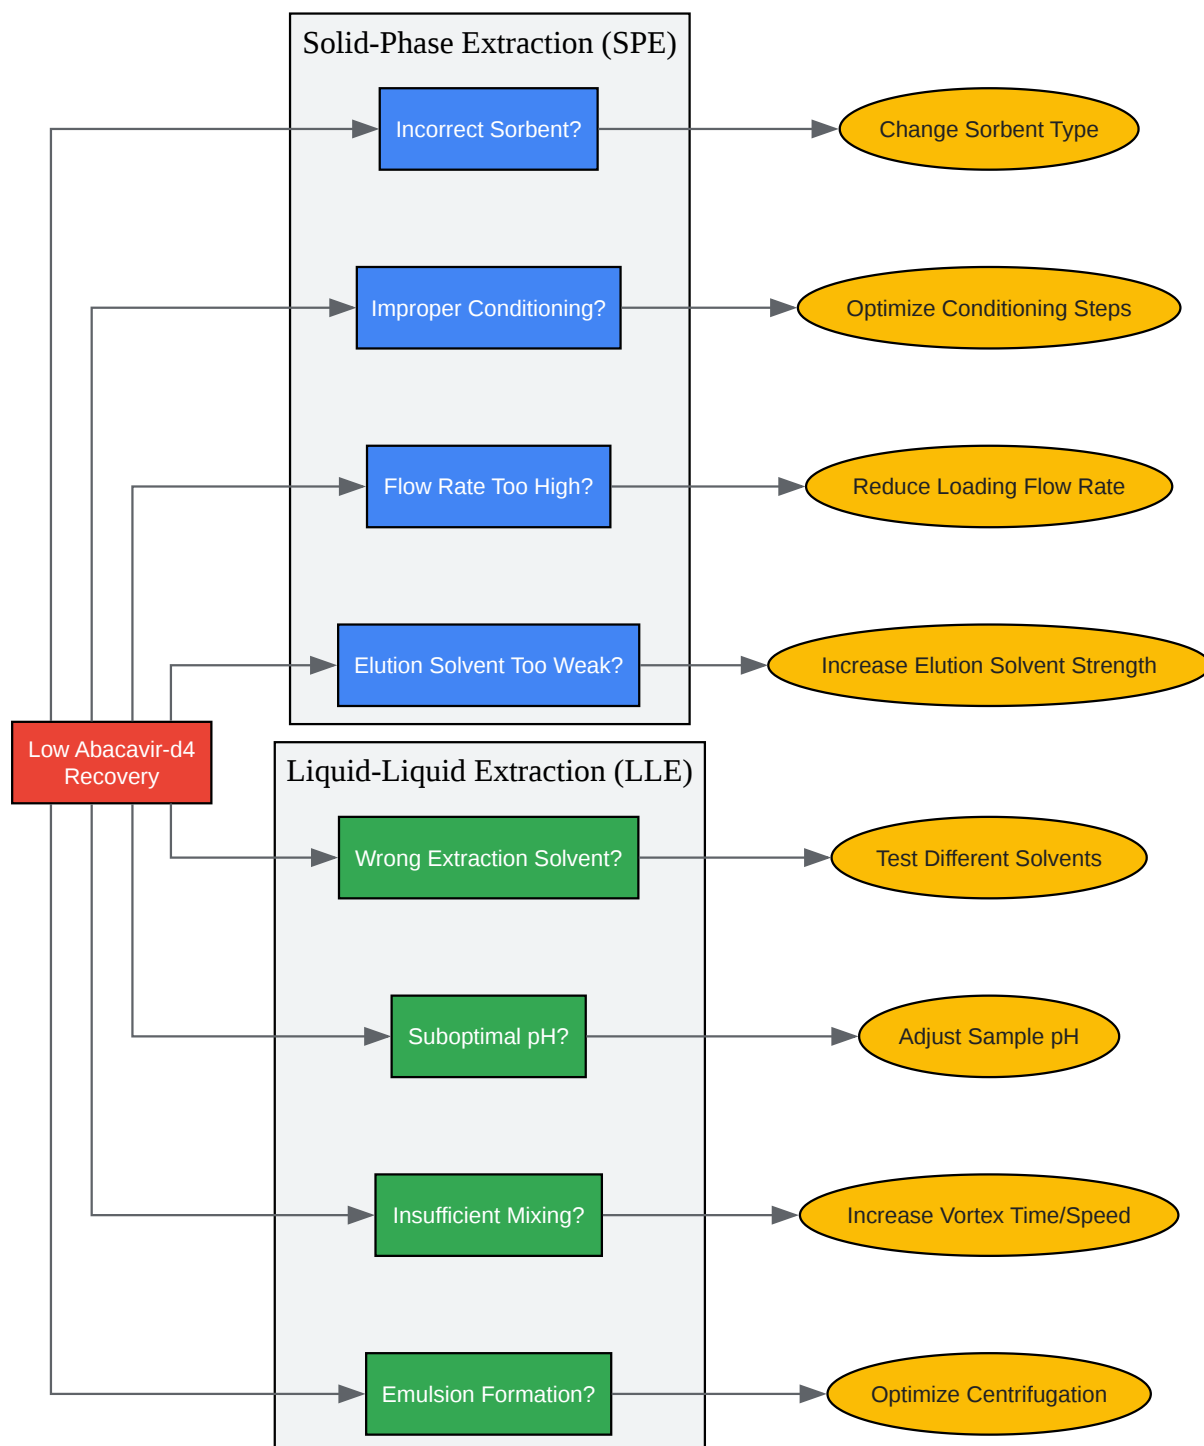 Solid-Phase Extraction (SPE)
Incorrect Sorbent?
Change Sorbent Type
Improper Conditioning?
Optimize Conditioning Steps
Flow Rate Too High?
Reduce Loading Flow Rate
Elution Solvent Too Weak?
Increase Elution Solvent Strength
Low Abacavir-d4
Recovery
Liquid-Liquid Extraction (LLE)
Wrong Extraction Solvent?
Test Different Solvents
Suboptimal pH?
Adjust Sample pH
Insufficient Mixing?
Increase Vortex Time/Speed
Emulsion Formation?
Optimize Centrifugation